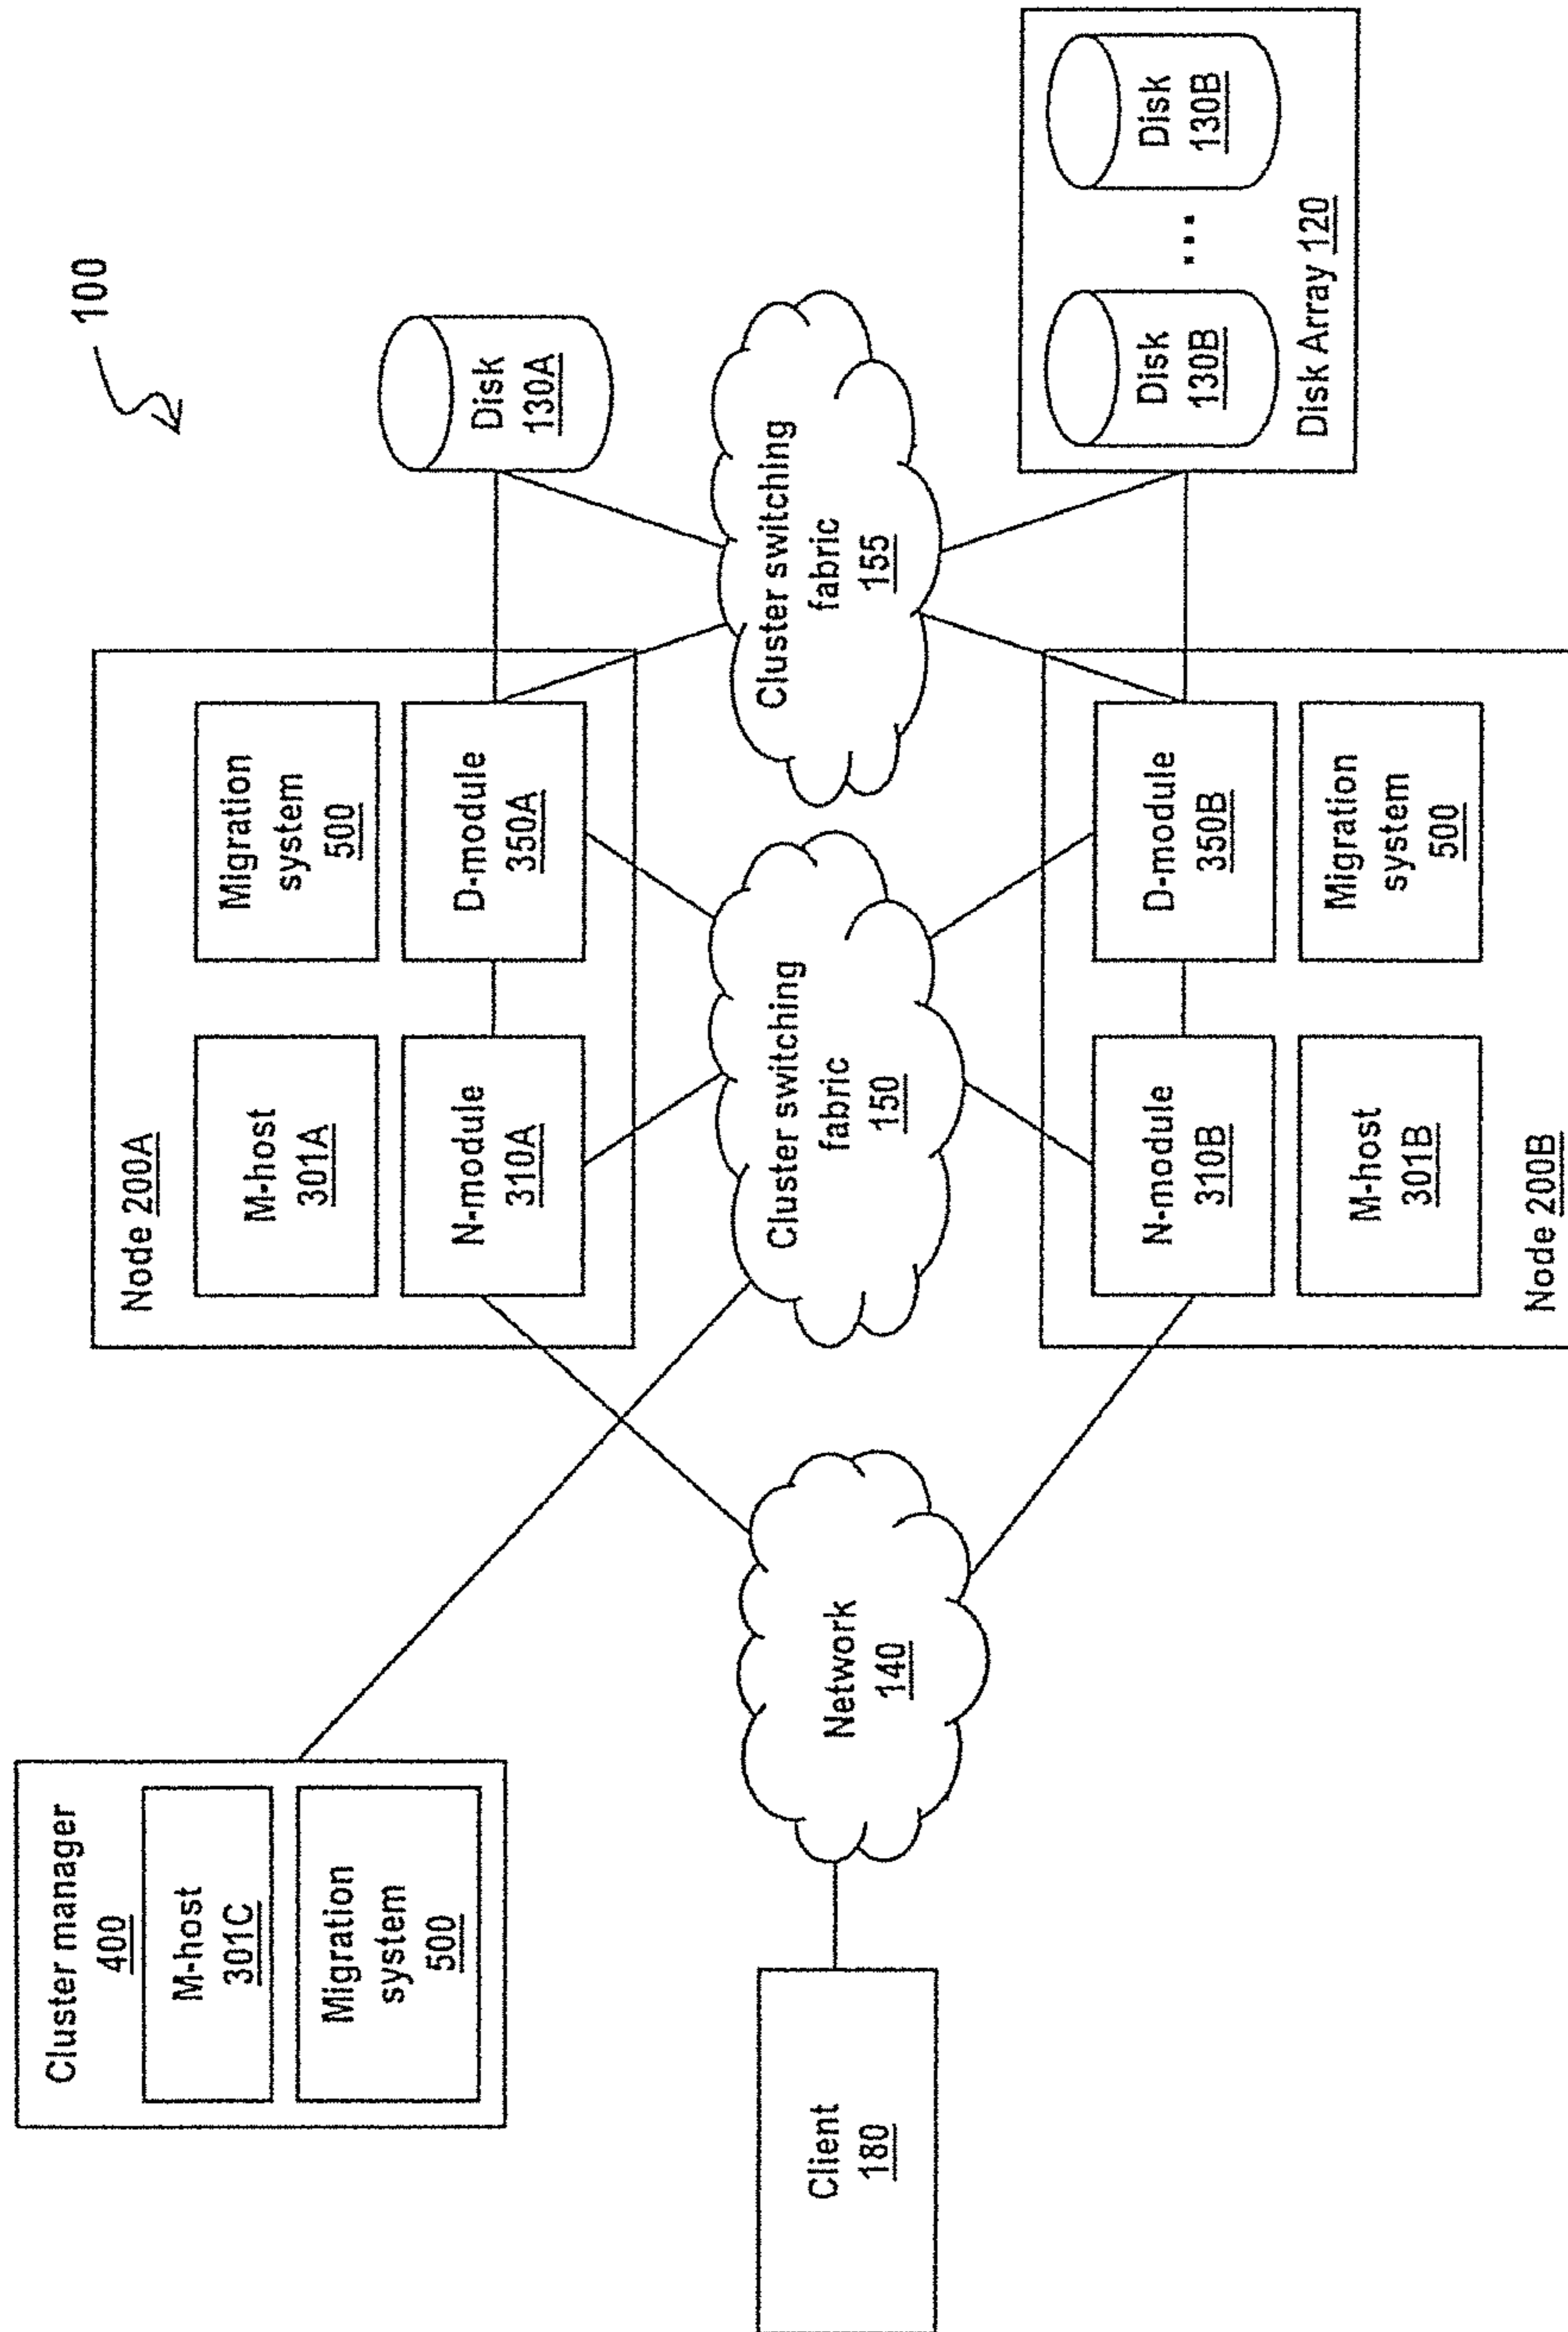 100
Cluster manager
400
M-host
301C
Migration
system
500
Client
180
Network
140
Node 200A
M-host
301A
Migration
system
500
N-module
310A
D-module
350A
Disk
130A
Cluster switching
fabric
150
Cluster switching
fabric
155
N-module
310B
D-module
350B
M-host
301B
Migration
system
500
Node 200B
Disk
130B
...
Disk
130B
Disk Array 120